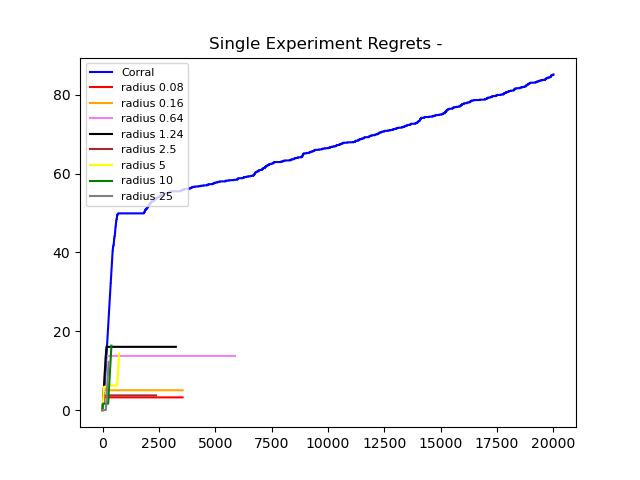 Single Experiment Regrets -
Corral
radius 0.08
radius 0.16
radius 0.64
radius 1.24
radius 2.5
radius 5
radius 10
radius 25
80
60
40
20
0
0 2500 5000 7500 10000 12500 15000 17500 20000